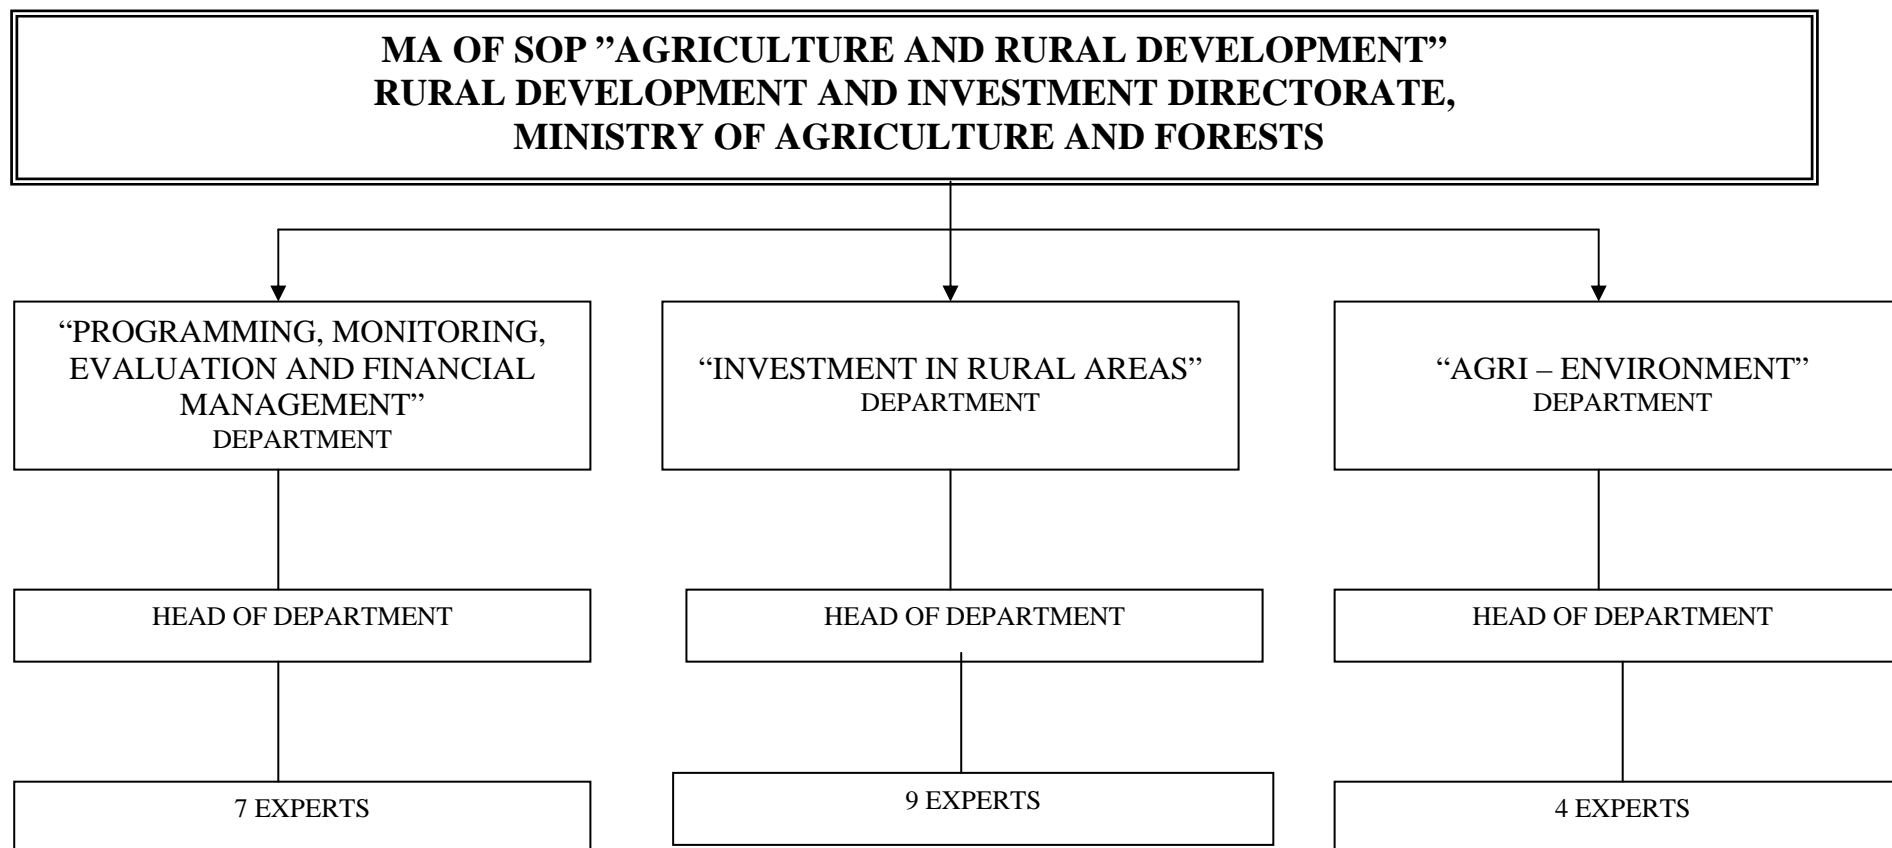 MA OF SOP ”AGRICULTURE AND RURAL DEVELOPMENT”
RURAL DEVELOPMENT AND INVESTMENT DIRECTORATE,
MINISTRY OF AGRICULTURE AND FORESTS
“PROGRAMMING, MONITORING,
EVALUATION AND FINANCIAL
MANAGEMENT”
DEPARTMENT
“INVESTMENT IN RURAL AREAS”
DEPARTMENT
“AGRI – ENVIRONMENT”
DEPARTMENT
HEAD OF DEPARTMENT
HEAD OF DEPARTMENT
HEAD OF DEPARTMENT
7 EXPERTS
9 EXPERTS
4 EXPERTS